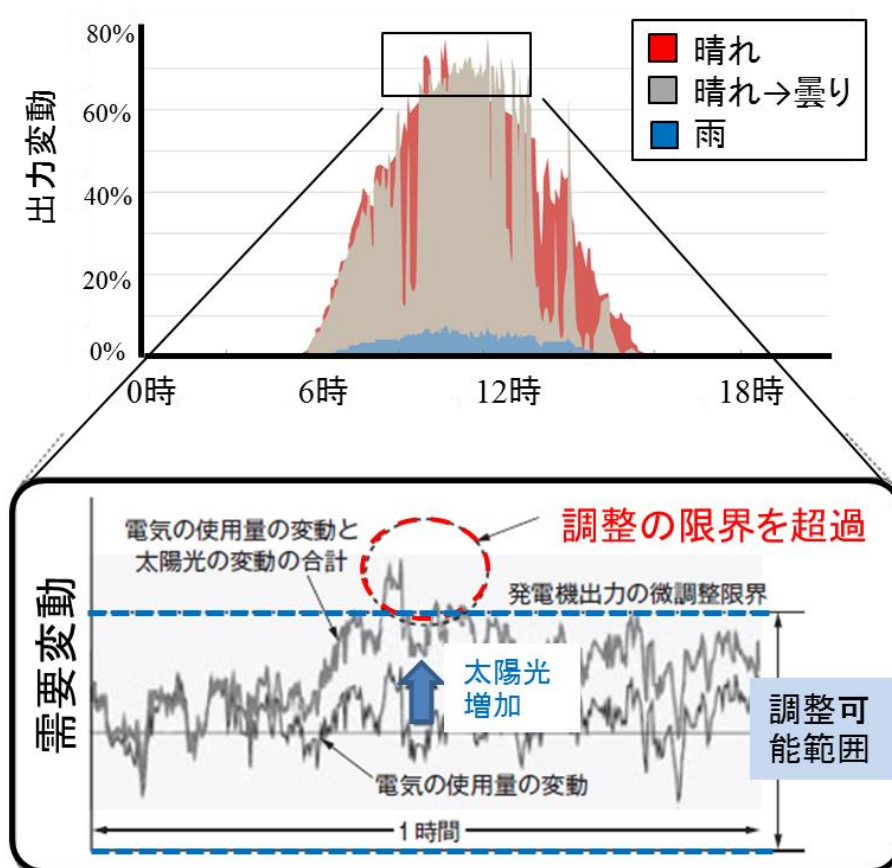 80%
60%
40%
20%
0%
出力変動
晴れ
晴れ→曇り
雨
0時
6時
12時
18時
需要変動
電気の使用量の変動と
太陽光の変動の合計
調整の限界を超過
発電機出力の微調整限界
太陽光
増加
調整可
能範囲
電気の使用量の変動
1時間